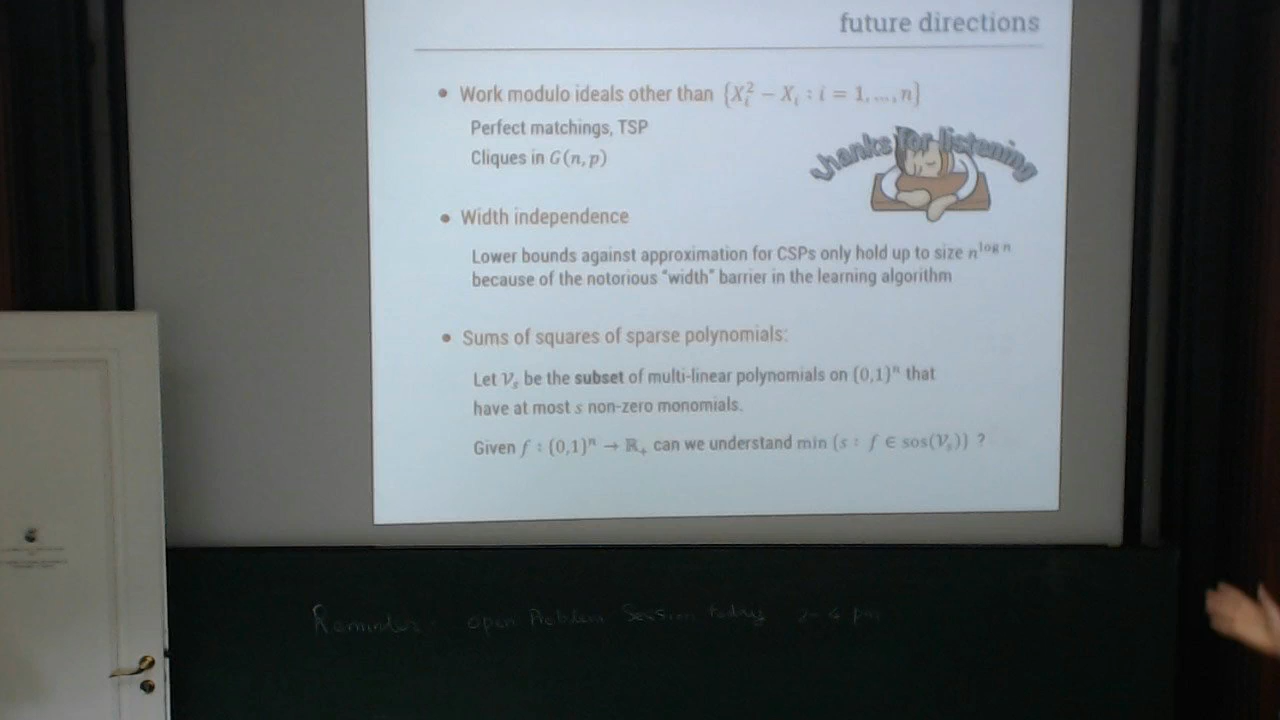 future directions
• Work modulo ideals other than {X_i^2 − X_i : i = 1, ..., n}
Perfect matchings, TSP
Cliques in G(n, p)
thanks for listening
• Width independence
Lower bounds against approximation for CSPs only hold up to size n^{log n}
because of the notorious "width" barrier in the learning algorithm
• Sums of squares of sparse polynomials:
Let 𝒱_s be the subset of multi-linear polynomials on {0,1}^n that
have at most s non-zero monomials.
Given f : {0,1}^n → ℝ_+ can we understand min {s : f ∈ sos(𝒱_s)} ?
Reminder: Open Problem Session today 6 pm